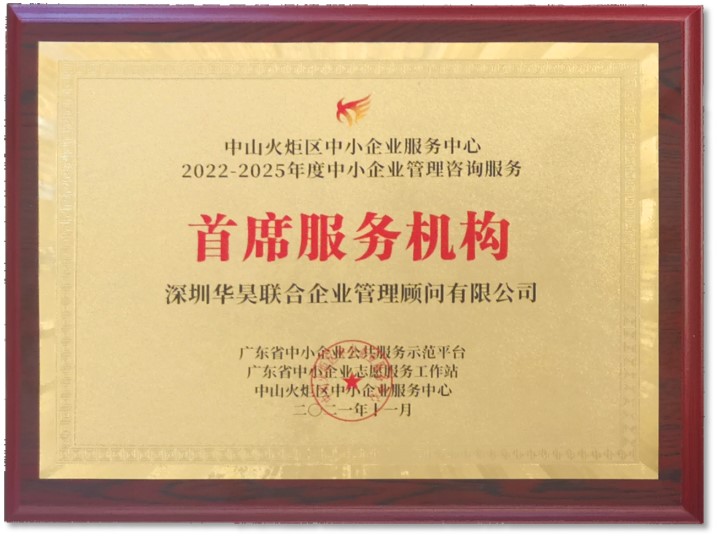 中山火炬区中小企业服务中心
2022-2025年度中小企业管理咨询服务
首席服务机构
深圳华昊联合企业管理顾问有限公司
广东省中小企业公共服务示范平台
广东省中小企业志愿服务工作站
中山火炬区中小企业服务中心
二〇二一年十一月